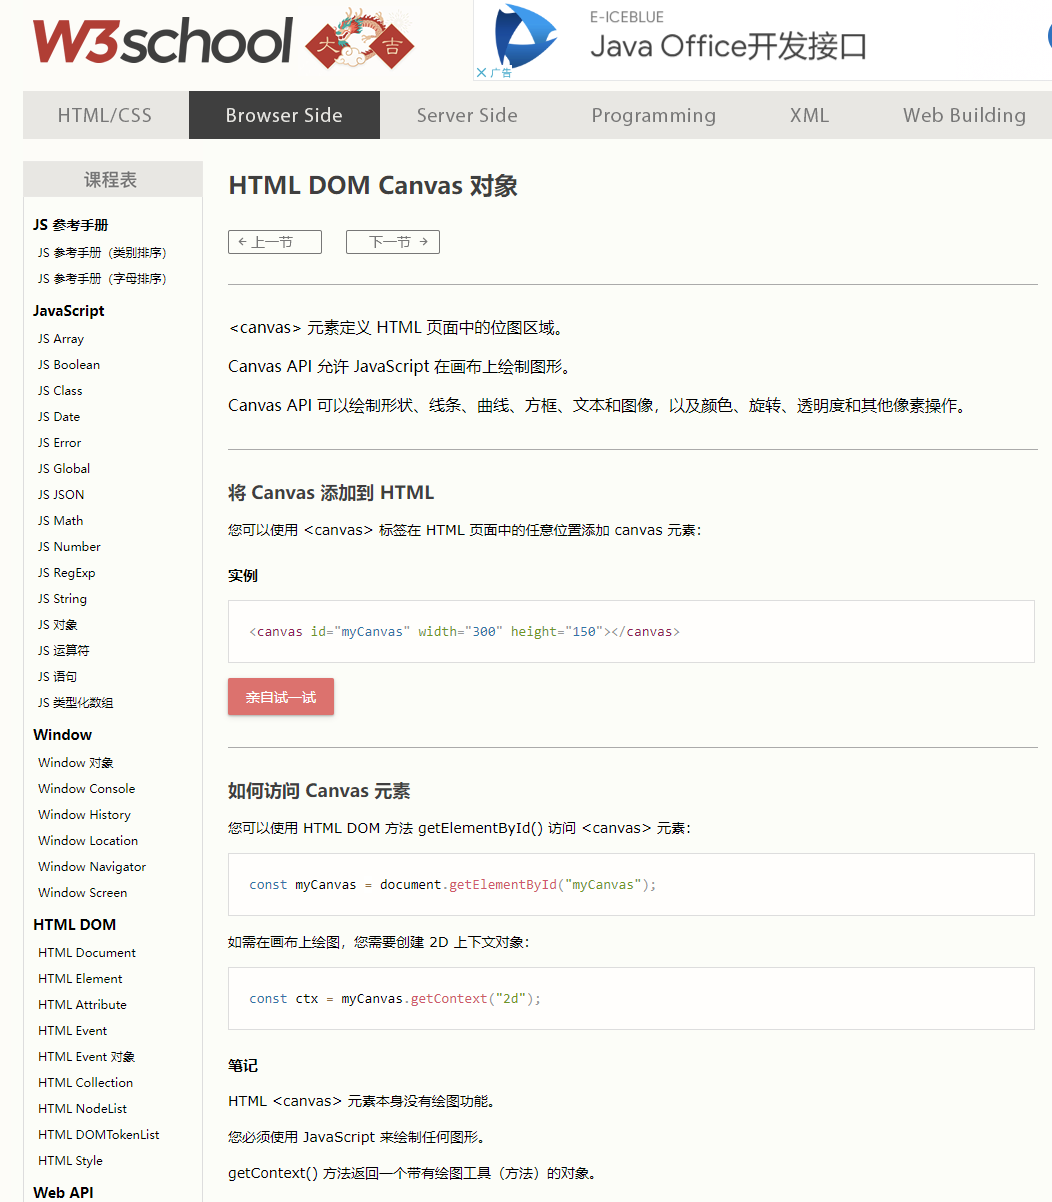 W3school
大 吉
E-ICEBLUE
Java Office开发接口
广告
HTML/CSS Browser Side Server Side Programming XML Web Building
课程表
JS 参考手册
JS 参考手册（类别排序）
JS 参考手册（字母排序）
JavaScript
JS Array
JS Boolean
JS Class
JS Date
JS Error
JS Global
JS JSON
JS Math
JS Number
JS RegExp
JS String
JS 对象
JS 运算符
JS 语句
JS 类型化数组
Window
Window 对象
Window Console
Window History
Window Location
Window Navigator
Window Screen
HTML DOM
HTML Document
HTML Element
HTML Attribute
HTML Event
HTML Event 对象
HTML Collection
HTML NodeList
HTML DOMTokenList
HTML Style
Web API
HTML DOM Canvas 对象
← 上一节 下一节 →
<canvas> 元素定义 HTML 页面中的位图区域。
Canvas API 允许 JavaScript 在画布上绘制图形。
Canvas API 可以绘制形状、线条、曲线、方框、文本和图像，以及颜色、旋转、透明度和其他像素操作。
将 Canvas 添加到 HTML
您可以使用 <canvas> 标签在 HTML 页面中的任意位置添加 canvas 元素：
实例
<canvas id="myCanvas" width="300" height="150"></canvas>
亲自试一试
如何访问 Canvas 元素
您可以使用 HTML DOM 方法 getElementById() 访问 <canvas> 元素：
const myCanvas = document.getElementById("myCanvas");
如需在画布上绘图，您需要创建 2D 上下文对象：
const ctx = myCanvas.getContext("2d");
笔记
HTML <canvas> 元素本身没有绘图功能。
您必须使用 JavaScript 来绘制任何图形。
getContext() 方法返回一个带有绘图工具（方法）的对象。